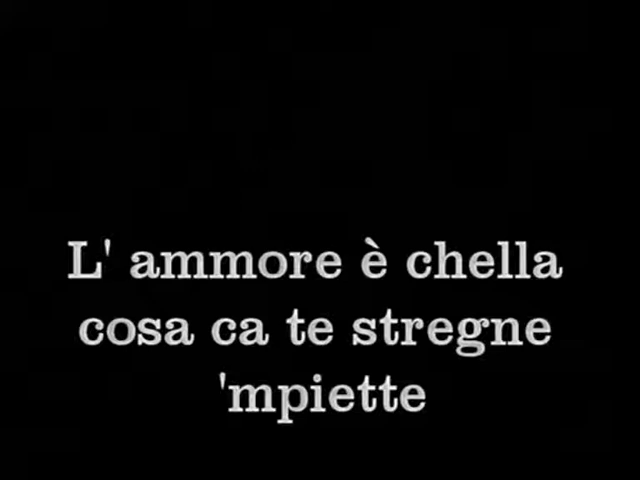 L' ammore è chella
cosa ca te stregne
'mpiette